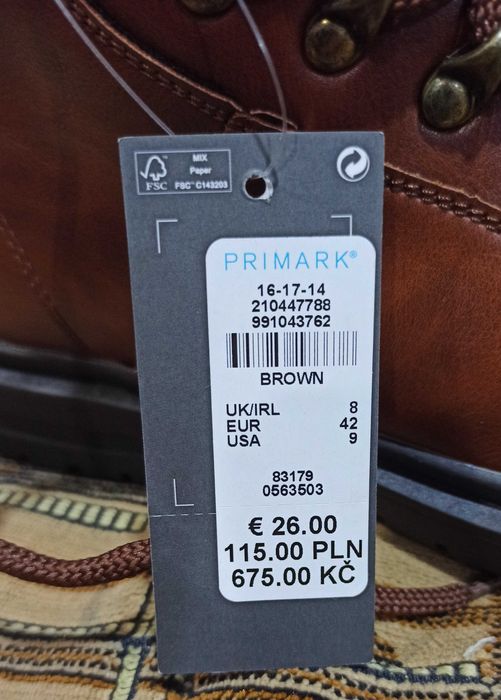 MIX
Paper
FSC
FSC™ C143203
PRIMARK®
16-17-14
210447788
991043762
BROWN
UK/IRL 8
EUR 42
USA 9
83179
0563503
€ 26.00
115.00 PLN
675.00 KČ